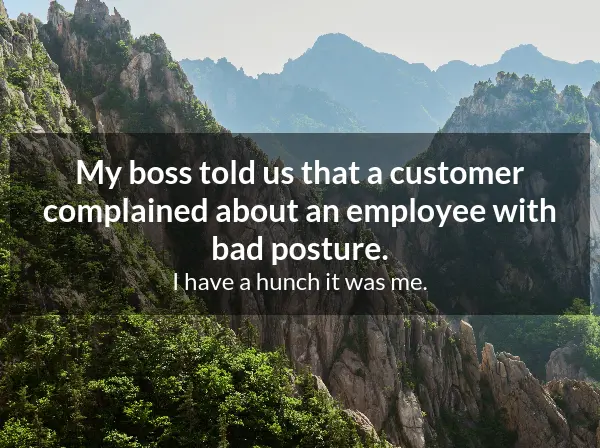 My boss told us that a customer
complained about an employee with
bad posture.
I have a hunch it was me.